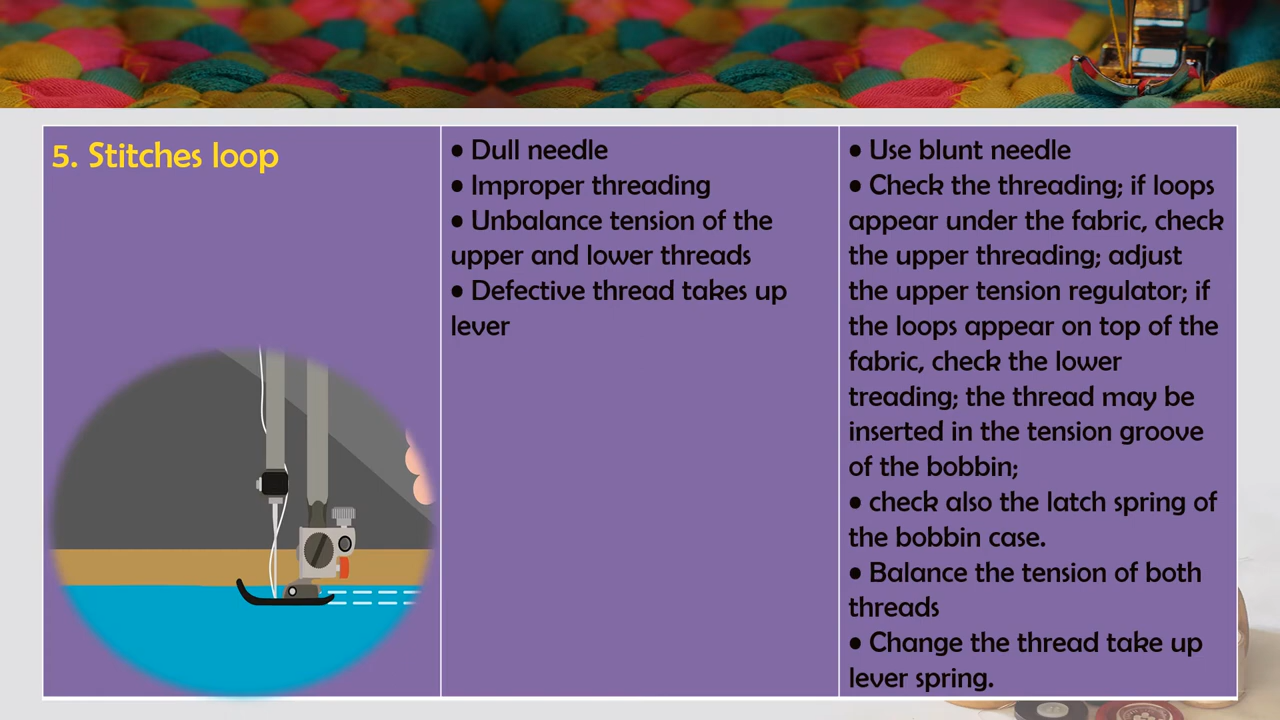 5. Stitches loop
• Dull needle
• Improper threading
• Unbalance tension of the
upper and lower threads
• Defective thread takes up
lever
• Use blunt needle
• Check the threading; if loops
appear under the fabric, check
the upper threading; adjust
the upper tension regulator; if
the loops appear on top of the
fabric, check the lower
treading; the thread may be
inserted in the tension groove
of the bobbin;
• check also the latch spring of
the bobbin case.
• Balance the tension of both
threads
• Change the thread take up
lever spring.